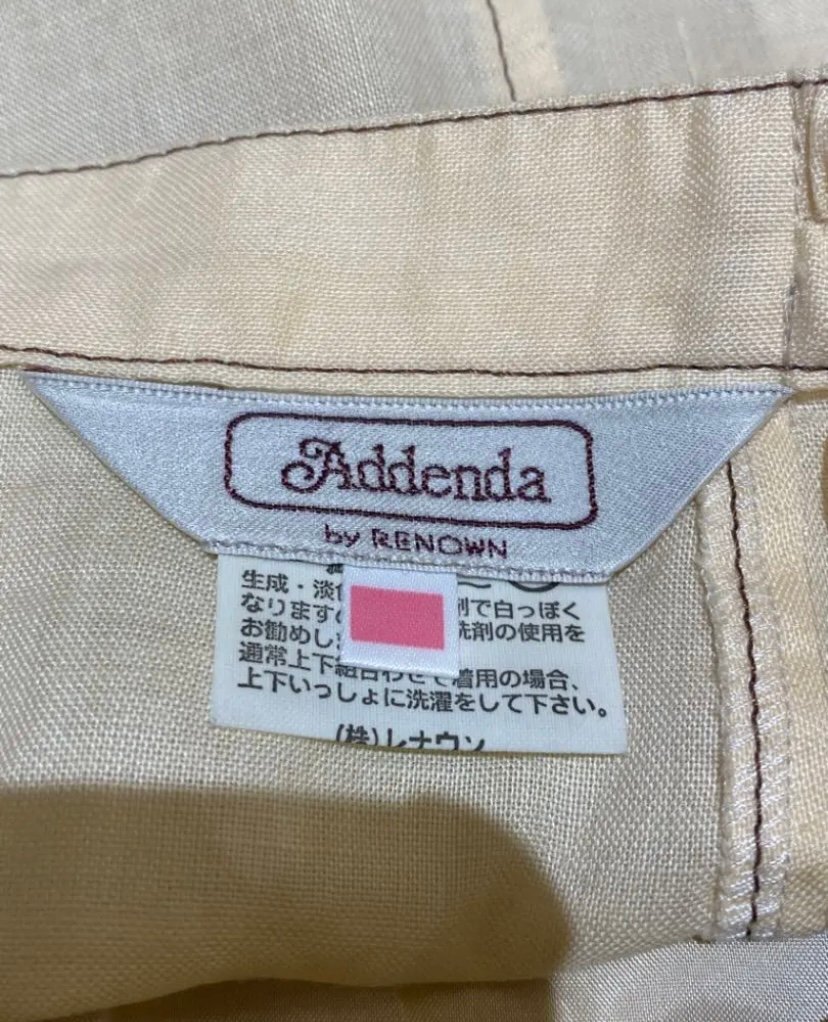 Addenda
by RENOWN
生成・淡
なります 剤で白っぽく
お勧めし 洗剤の使用を
通常上下組合わせて着用の場合、
上下いっしょに洗濯をして下さい。
(株)レナウン